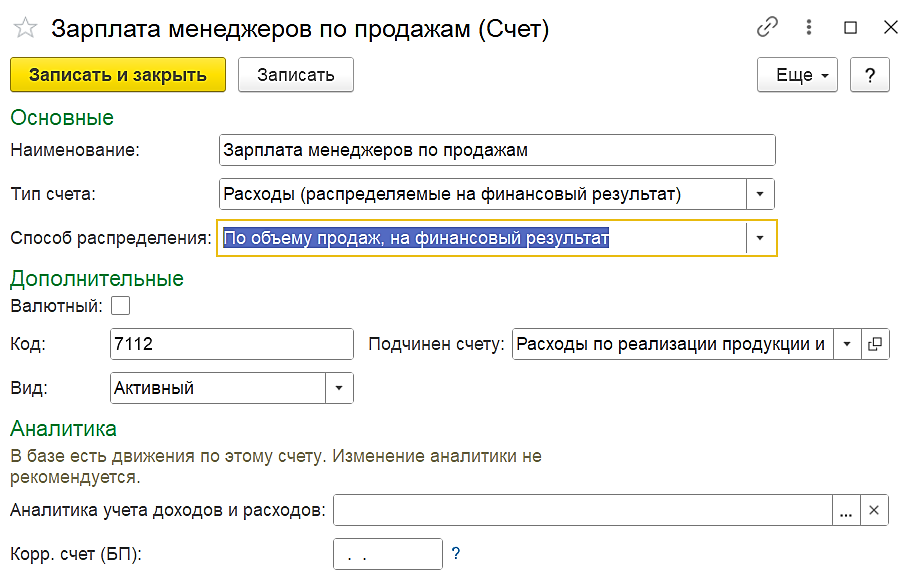 Зарплата менеджеров по продажам (Счет)
Записать и закрыть Записать Еще ?
Основные
Наименование: Зарплата менеджеров по продажам
Тип счета: Расходы (распределяемые на финансовый результат)
Способ распределения: По объему продаж, на финансовый результат
Дополнительные
Валютный:
Код: 7112 Подчинен счету: Расходы по реализации продукции и
Вид: Активный
Аналитика
В базе есть движения по этому счету. Изменение аналитики не
рекомендуется.
Аналитика учета доходов и расходов: ...
Корр. счет (БП): . . ?